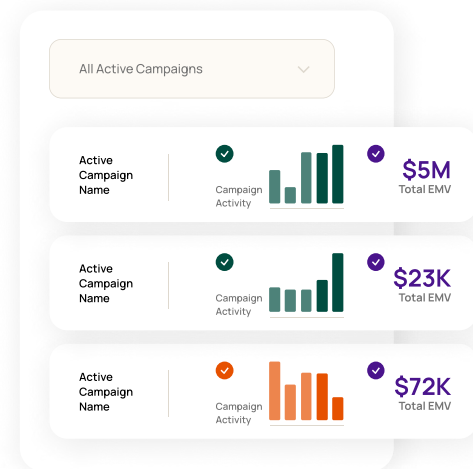 All Active Campaigns
Active
Campaign
Name
Campaign
Activity
$5M
Total EMV
Active
Campaign
Name
Campaign
Activity
$23K
Total EMV
Active
Campaign
Name
Campaign
Activity
$72K
Total EMV